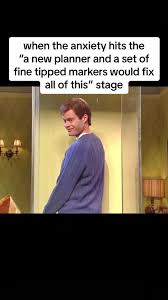 when the anxiety hits the
"a new planner and a set of
fine tipped markers would fix
all of this" stage